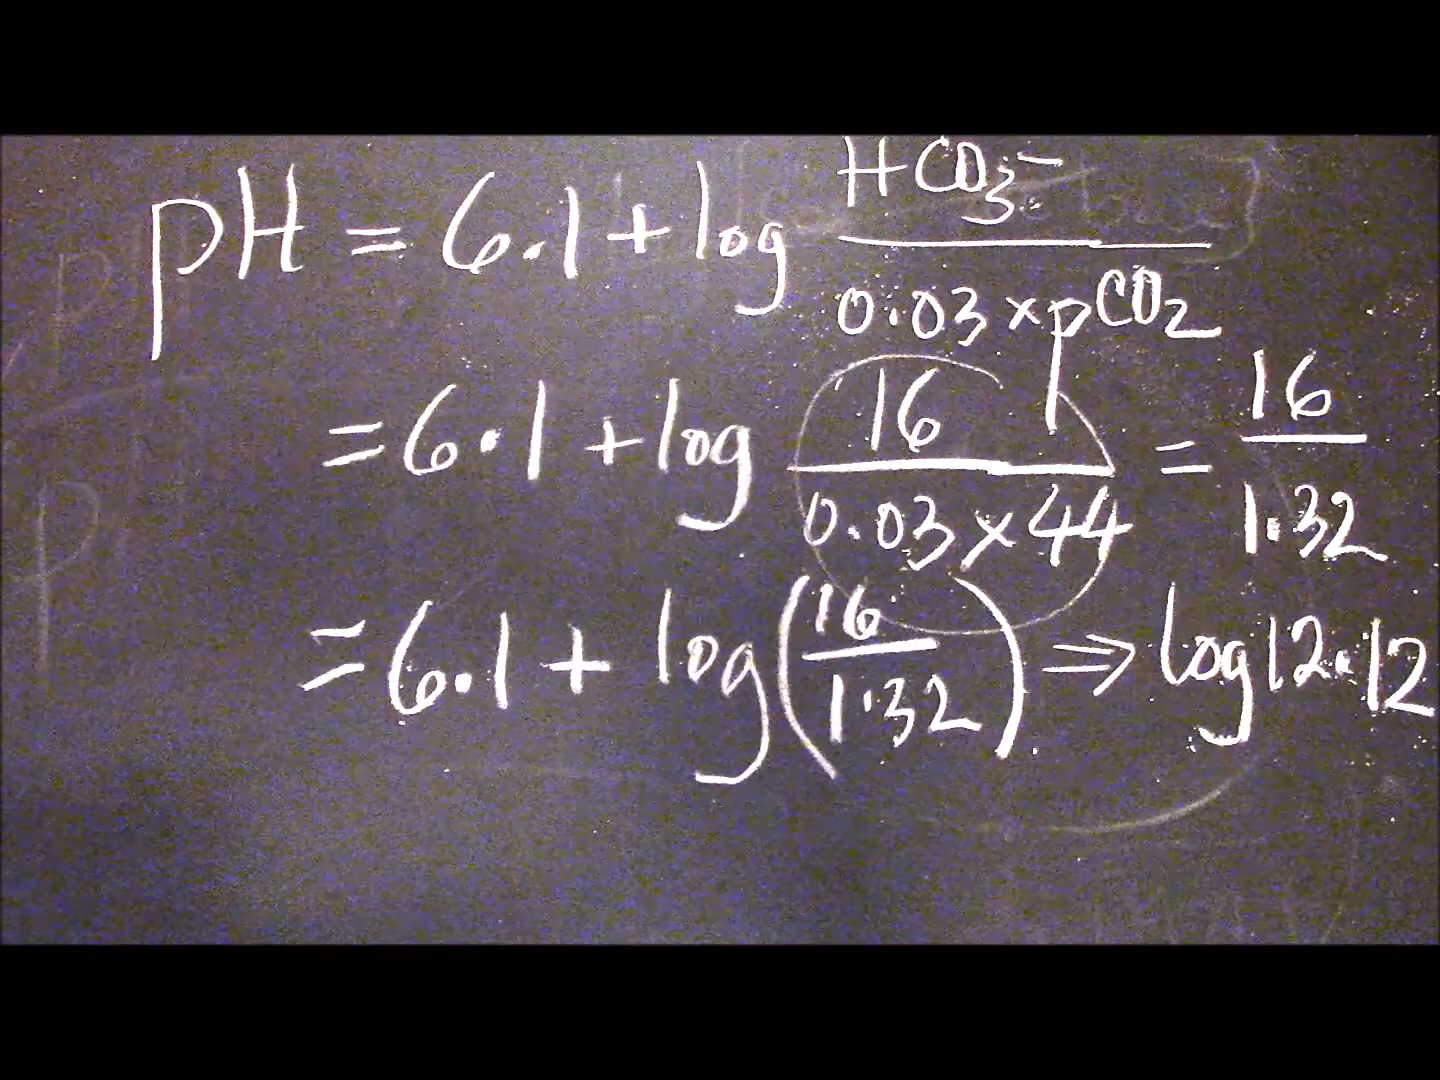 pH = 6.1 + log HCO3- / 0.03 x pCO2
= 6.1 + log 16 / 0.03 x 44 = 16 / 1.32
= 6.1 + log (16 / 1.32) ⇒ log 12.12